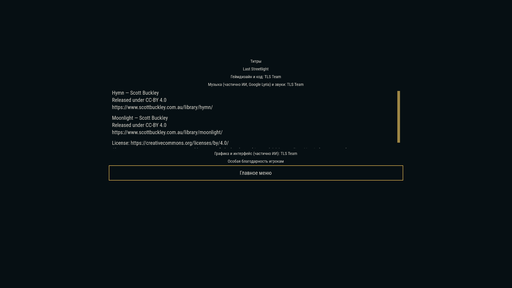 Титры
Last Streetlight
Геймдизайн и код: TLS Team
Музыка (частично ИИ, Google Lyria) и звуки: TLS Team
Hymn — Scott Buckley
Released under CC-BY 4.0
https://www.scottbuckley.com.au/library/hymn/
Moonlight — Scott Buckley
Released under CC-BY 4.0
https://www.scottbuckley.com.au/library/moonlight/
License: https://creativecommons.org/licenses/by/4.0/
Графика и интерфейс (частично ИИ): TLS Team
Особая благодарность игрокам
Главное меню